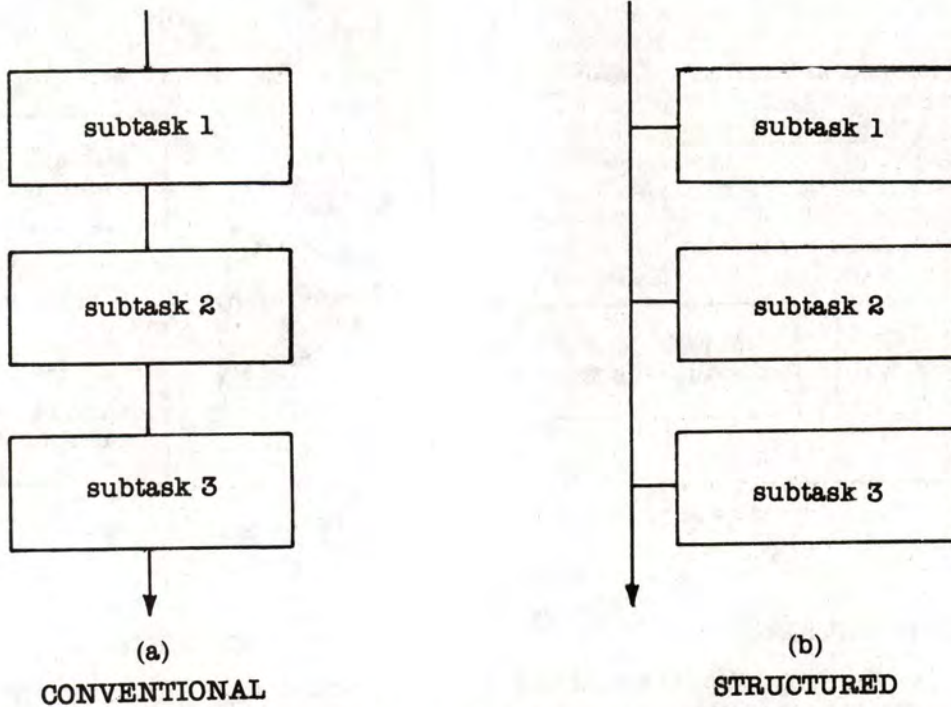 subtask 1
subtask 2
subtask 3
(a)
CONVENTIONAL
subtask 1
subtask 2
subtask 3
(b)
STRUCTURED